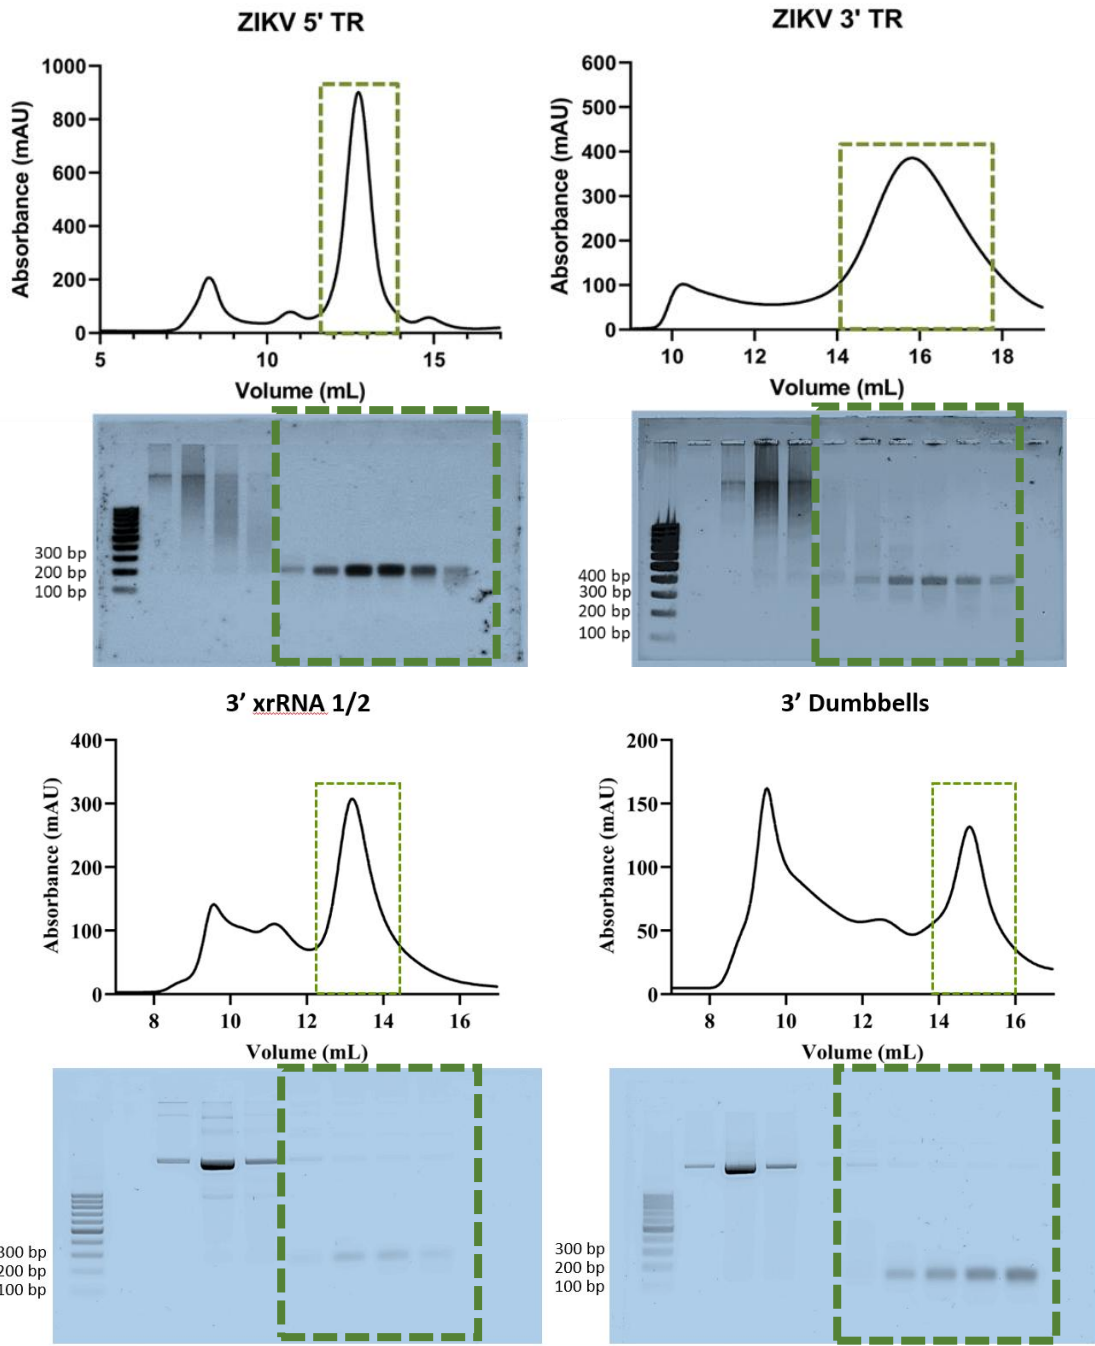 ZIKV 5' TR
1000
800
600
400
200
0
5
10
15
Absorbance (mAU)
Volume (mL)
ZIKV 3' TR
600
500
400
300
200
100
0
10
12
14
16
18
Absorbance (mAU)
Volume (mL)
300 bp
200 bp
100 bp
400 bp
300 bp
200 bp
100 bp
3’ xrRNA 1/2
400
300
200
100
0
8
10
12
14
16
Absorbance (mAU)
Volume (mL)
3’ Dumbbells
200
150
100
50
0
8
10
12
14
16
Absorbance (mAU)
Volume (mL)
300 bp
200 bp
100 bp
300 bp
200 bp
100 bp